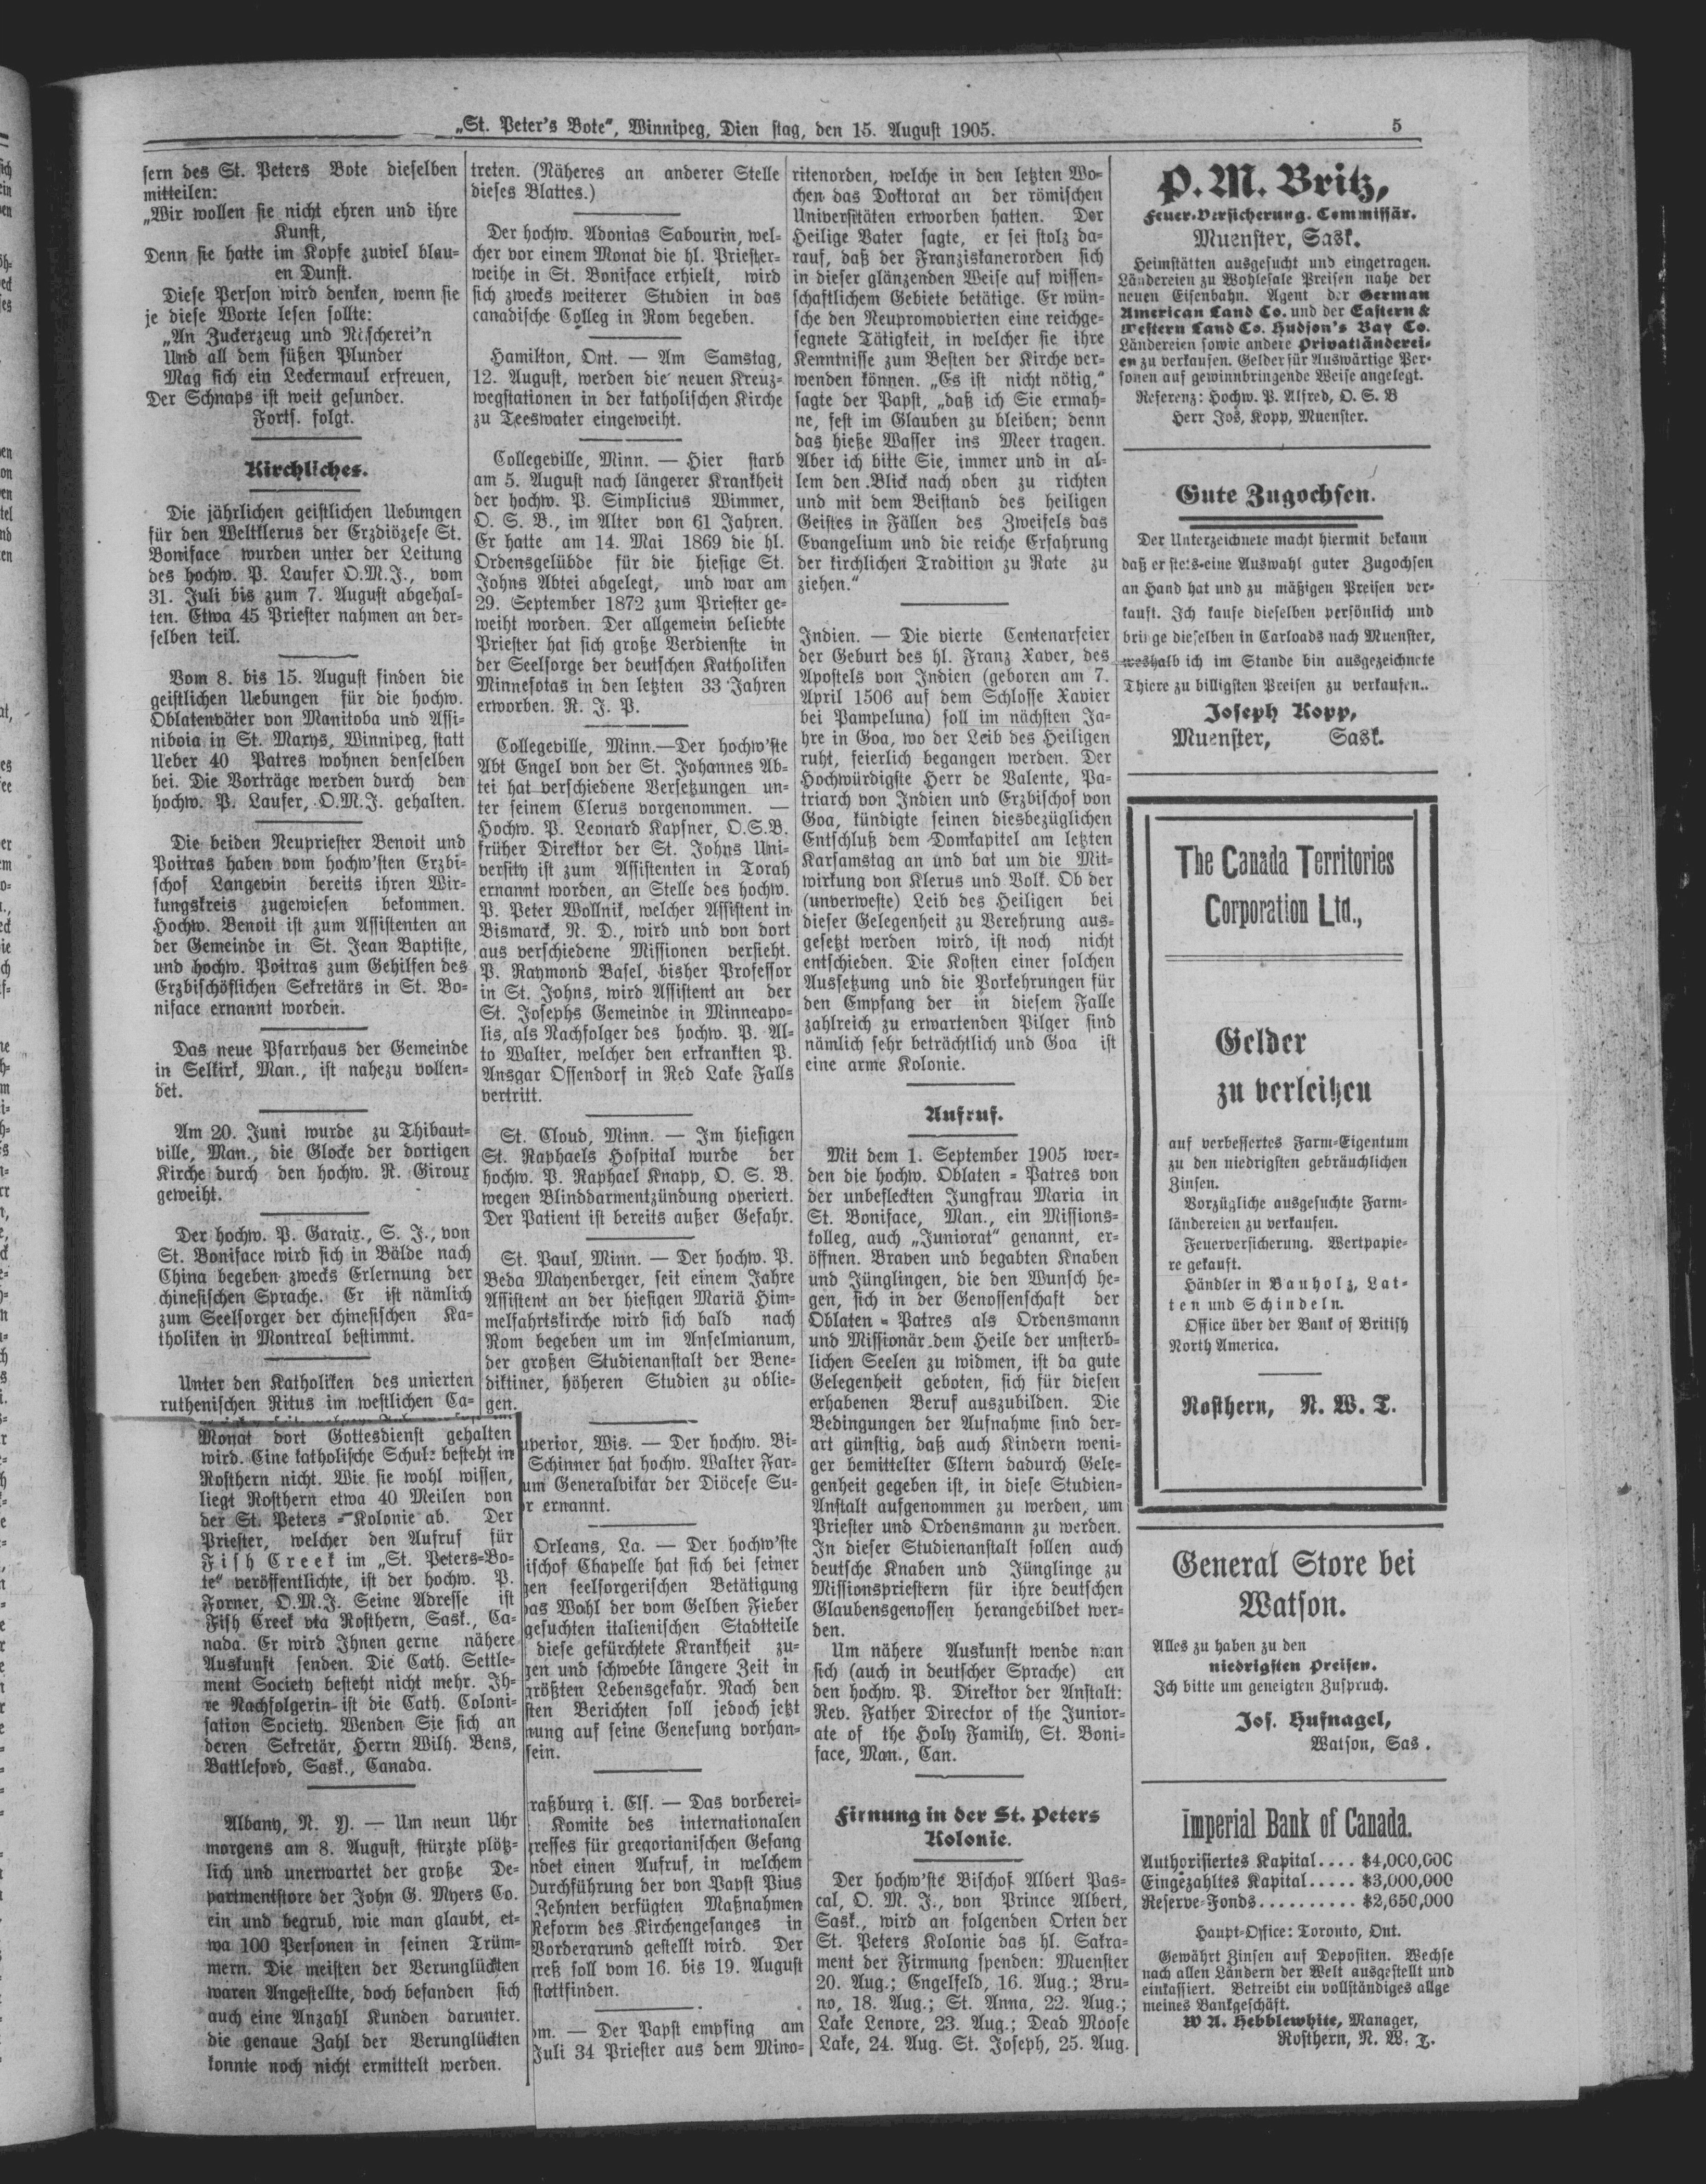 „St. Peter's Bote", Winnipeg, Dien stag, den 15. August 1905.
5
sern des St. Peters Bote dieselben
mitteilen:
„Wir wollen sie nicht ehren und ihre
Kunst,
Denn sie hatte im Kopfe zuviel blau-
en Dunst.
Diese Person wird denken, wenn sie
je diese Worte lesen sollte:
„An Zuckerzeug und Näscherei'n
Und all dem süßen Plunder
Mag sich ein Leckermaul erfreuen,
Der Schnaps ist weit gesunder.
Forts. folgt.
Kirchliches.
Die jährlichen geistlichen Uebungen
für den Weltklerus der Erzdiözese St.
Boniface wurden unter der Leitung
des hochw. P. Laufer O.M.J., vom
31. Juli bis zum 7. August abgehal-
ten. Etwa 45 Priester nahmen an der-
selben teil.
Vom 8. bis 15. August finden die
geistlichen Uebungen für die hochw.
Oblatenväter von Manitoba und Assi-
niboia in St. Marys, Winnipeg, statt
Ueber 40 Patres wohnen denselben
bei. Die Vorträge werden durch den
hochw. P. Laufer, O.M.J. gehalten.
Die beiden Neupriester Benoit und
Poitras haben vom hochw'sten Erzbi-
schof Langevin bereits ihren Wir-
kungskreis zugewiesen bekommen.
Hochw. Benoit ist zum Assistenten an
der Gemeinde in St. Jean Baptiste,
und hochw. Poitras zum Gehilfen des
Erzbischöflichen Sekretärs in St. Bo-
niface ernannt worden.
Das neue Pfarrhaus der Gemeinde
in Selkirk, Man., ist nahezu vollen-
det.
Am 20. Juni wurde zu Thibaut-
ville, Man., die Glocke der dortigen
Kirche durch den hochw. R. Giroux
geweiht.
Der hochw. P. Garaix., S. J., von
St. Boniface wird sich in Bälde nach
China begeben zwecks Erlernung der
chinesischen Sprache. Er ist nämlich
zum Seelsorger der chinesischen Ka-
tholiken in Montreal bestimmt.
Unter den Katholiken des unierten
ruthenischen Ritus im westlichen Ca-
Monat dort Gottesdienst gehalten
wird. Eine katholische Schule besteht in
Rosthern nicht. Wie sie wohl wissen,
liegt Rosthern etwa 40 Meilen von
der St. Peters - Kolonie ab. Der
Priester, welcher den Aufruf für
Fish Creek im „St. Peters-Bo-
te" veröffentlichte, ist der hochw. P.
Forner, O.M.J. Seine Adresse ist
Fish Creek via Rosthern, Sask., Ca-
nada. Er wird Ihnen gerne nähere
Auskunft senden. Die Cath. Settle-
ment Society besteht nicht mehr. Ih-
re Nachfolgerin ist die Cath. Coloni-
sation Society. Wenden Sie sich an
deren Sekretär, Herrn Wilh. Bens,
Battleford, Sask., Canada.
Albany, N. Y. — Um neun Uhr
morgens am 8. August, stürzte plötz-
lich und unerwartet der große De-
partmentstore der John G. Myers Co.
ein und begrub, wie man glaubt, et-
wa 100 Personen in seinen Trüm-
mern. Die meisten der Verunglückten
waren Angestellte, doch befanden sich
auch eine Anzahl Kunden darunter.
die genaue Zahl der Verunglückten
konnte noch nicht ermittelt werden.
treten. (Näheres an anderer Stelle
dieses Blattes.)
Der hochw. Adonias Sabourin, wel-
cher vor einem Monat die hl. Priester-
weihe in St. Boniface erhielt, wird
sich zwecks weiterer Studien in das
canadische Colleg in Rom begeben.
Hamilton, Ont. — Am Samstag,
12. August, werden die neuen Kreuz-
wegstationen in der katholischen Kirche
zu Teeswater eingeweiht.
Collegeville, Minn. — Hier starb
am 5. August nach längerer Krankheit
der hochw. P. Simplicius Wimmer,
O. S. B., im Alter von 61 Jahren.
Er hatte am 14. Mai 1869 die hl.
Ordensgelübde für die hiesige St.
Johns Abtei abgelegt, und war am
29. September 1872 zum Priester ge-
weiht worden. Der allgemein beliebte
Priester hat sich große Verdienste in
der Seelsorge der deutschen Katholiken
Minnesotas in den letzten 33 Jahren
erworben. R. J. P.
Collegeville, Minn.—Der hochw'ste
Abt Engel von der St. Johannes Ab-
tei hat verschiedene Versetzungen un-
ter seinem Clerus vorgenommen. —
Hochw. P. Leonard Kapsner, O.S.B.
früher Direktor der St. Johns Uni-
versity ist zum Assistenten in Torah
ernannt worden, an Stelle des hochw.
P. Peter Wollnik, welcher Assistent in
Bismarck, N. D., wird und von dort
aus verschiedene Missionen versieht.
P. Raymond Basel, bisher Professor
in St. Johns, wird Assistent an der
St. Josephs Gemeinde in Minneapo-
lis, als Nachfolger des hochw. P. Al-
to Walter, welcher den erkrankten P.
Ansgar Ossendorf in Red Lake Falls
vertritt.
St. Cloud, Minn. — Im hiesigen
St. Raphaels Hospital wurde der
hochw. P. Raphael Knapp, O. S. B.
wegen Blinddarmentzündung operiert.
Der Patient ist bereits außer Gefahr.
St. Paul, Minn. — Der hochw. P.
Beda Mayenberger, seit einem Jahre
Assistent an der hiesigen Mariä Him-
melfahrtskirche wird sich bald nach
Rom begeben um im Anselmianum,
der großen Studienanstalt der Bene-
diktiner, höheren Studien zu oblie-
gen.
uperior, Wis. — Der hochw. Bi-
Schinner hat hochw. Walter Far-
um Generalvikar der Diöcese Su-
r ernannt.
Orleans, La. — Der hochw'ste
ischof Chapelle hat sich bei seiner
gen seelsorgerischen Betätigung
das Wohl der vom Gelben Fieber
gesuchten italienischen Stadtteile
diese gefürchtete Krankheit zu-
gen und schwebte längere Zeit in
größten Lebensgefahr. Nach den
sten Berichten soll jedoch jetzt
nung auf seine Genesung vorhan-
sein.
raßburg i. Els. — Das vorberei-
Komite des internationalen
gresses für gregorianischen Gesang
ndet einen Aufruf, in welchem
Durchführung der von Papst Pius
Zehnten verfügten Maßnahmen
Reform des Kirchengesanges in
Vordergrund gestellt wird. Der
greß soll vom 16. bis 19. August
stattfinden.
om. — Der Papst empfing am
Juli 34 Priester aus dem Mino-
ritenorden, welche in den letzten Wo-
chen das Doktorat an der römischen
Universitäten erworben hatten. Der
Heilige Vater sagte, er sei stolz da-
rauf, daß der Franziskanerorden sich
in dieser glänzenden Weise auf wissen-
schaftlichem Gebiete betätige. Er wün-
sche den Neupromovierten eine reichge-
segnete Tätigkeit, in welcher sie ihre
Kenntnisse zum Besten der Kirche ver-
wenden können. „Es ist nicht nötig,"
sagte der Papst, „daß ich Sie ermah-
ne, fest im Glauben zu bleiben; denn
das hieße Wasser ins Meer tragen.
Aber ich bitte Sie, immer und in al-
lem den Blick nach oben zu richten
und mit dem Beistand des heiligen
Geistes in Fällen des Zweifels das
Evangelium und die reiche Erfahrung
der kirchlichen Tradition zu Rate zu
ziehen."
Indien. — Die vierte Centenarfeier
der Geburt des hl. Franz Xaver, des
Apostels von Indien (geboren am 7.
April 1506 auf dem Schlosse Xavier
bei Pampeluna) soll im nächsten Ja-
hre in Goa, wo der Leib des Heiligen
ruht, feierlich begangen werden. Der
Hochwürdigste Herr de Valente, Pa-
triarch von Indien und Erzbischof von
Goa, kündigte seinen diesbezüglichen
Entschluß dem Domkapitel am letzten
Karsamstag an und bat um die Mit-
wirkung von Klerus und Volk. Ob der
(unverweste) Leib des Heiligen bei
dieser Gelegenheit zu Verehrung aus-
gesetzt werden wird, ist noch nicht
entschieden. Die Kosten einer solchen
Aussetzung und die Vorkehrungen für
den Empfang der in diesem Falle
zahlreich zu erwartenden Pilger sind
nämlich sehr beträchtlich und Goa ist
eine arme Kolonie.
Aufruf.
Mit dem 1. September 1905 wer-
den die hochw. Oblaten - Patres von
der unbefleckten Jungfrau Maria in
St. Boniface, Man., ein Missions-
kolleg, auch „Juniorat" genannt, er-
öffnen. Braven und begabten Knaben
und Jünglingen, die den Wunsch he-
gen, sich in der Genossenschaft der
Oblaten - Patres als Ordensmann
und Missionär dem Heile der unsterb-
lichen Seelen zu widmen, ist da gute
Gelegenheit geboten, sich für diesen
erhabenen Beruf auszubilden. Die
Bedingungen der Aufnahme sind der-
art günstig, daß auch Kindern weni-
ger bemittelter Eltern dadurch Gele-
genheit gegeben ist, in diese Studien-
Anstalt aufgenommen zu werden, um
Priester und Ordensmann zu werden.
In dieser Studienanstalt sollen auch
deutsche Knaben und Jünglinge zu
Missionspriestern für ihre deutschen
Glaubensgenossen herangebildet wer-
den.
Um nähere Auskunft wende man
sich (auch in deutscher Sprache) an
den hochw. P. Direktor der Anstalt:
Rev. Father Director of the Junior-
ate of the Holy Family, St. Boni-
face, Man., Can.
Firnung in der St. Peters
Kolonie.
Der hochw'ste Bischof Albert Pas-
cal, O. M. J., von Prince Albert,
Sask., wird an folgenden Orten der
St. Peters Kolonie das hl. Sakra-
ment der Firmung spenden: Muenster
20. Aug.; Engelfeld, 16. Aug.; Bru-
no, 18. Aug.; St. Anna, 22. Aug.;
Lake Lenore, 23. Aug.; Dead Moose
Lake, 24. Aug. St. Joseph, 25. Aug.
P. M. Britz,
Feuer-Versicherung. Commissär.
Muenster, Sask.
Heimstätten ausgesucht und eingetragen.
Ländereien zu Wohlesale Preisen nahe der
neuen Eisenbahn. Agent der German
American Land Co. und der Eastern &
Western Land Co. Hudson's Bay Co.
Ländereien sowie andere Privatländerei-
en zu verkaufen. Gelder für Auswärtige Per-
sonen auf gewinnbringende Weise angelegt.
Referenz: Hochw. P. Alfred, O. S. B
Herr Jos, Kopp, Muenster.
Gute Zugochsen.
Der Unterzeichnete macht hiermit bekann
daß er stets eine Auswahl guter Zugochsen
an Hand hat und zu mäßigen Preisen ver-
kauft. Ich kaufe dieselben persönlich und
bringe dieselben in Carloads nach Muenster,
weshalb ich im Stande bin ausgezeichnete
Thiere zu billigsten Preisen zu verkaufen..
Joseph Kopp,
Muenster, Sask.
The Canada Territories
Corporation Ltd.,
Gelder
zu verleihen
auf verbessertes Farm-Eigentum
zu den niedrigsten gebräuchlichen
Zinsen.
Vorzügliche ausgesuchte Farm-
ländereien zu verkaufen.
Feuerversicherung. Wertpapie-
re gekauft.
Händler in Bauholz, Lat-
ten und Schindeln.
Office über der Bank of British
North America.
Rosthern, N. W. T.
General Store bei
Watson.
Alles zu haben zu den
niedrigsten Preisen.
Ich bitte um geneigten Zuspruch.
Jos. Hufnagel,
Watson, Sas .
Imperial Bank of Canada.
Authorisiertes Kapital.... $4,000,000
Eingezahltes Kapital..... $3,000,000
Reserve-Fonds.......... $2,650,000
Haupt-Office: Toronto, Ont.
Gewährt Zinsen auf Depositen. Wechse
nach allen Ländern der Welt ausgestellt und
einkassiert. Betreibt ein vollständiges allge
meines Bankgeschäft.
W A. Hebblewhite, Manager,
Rosthern, N. W. T.